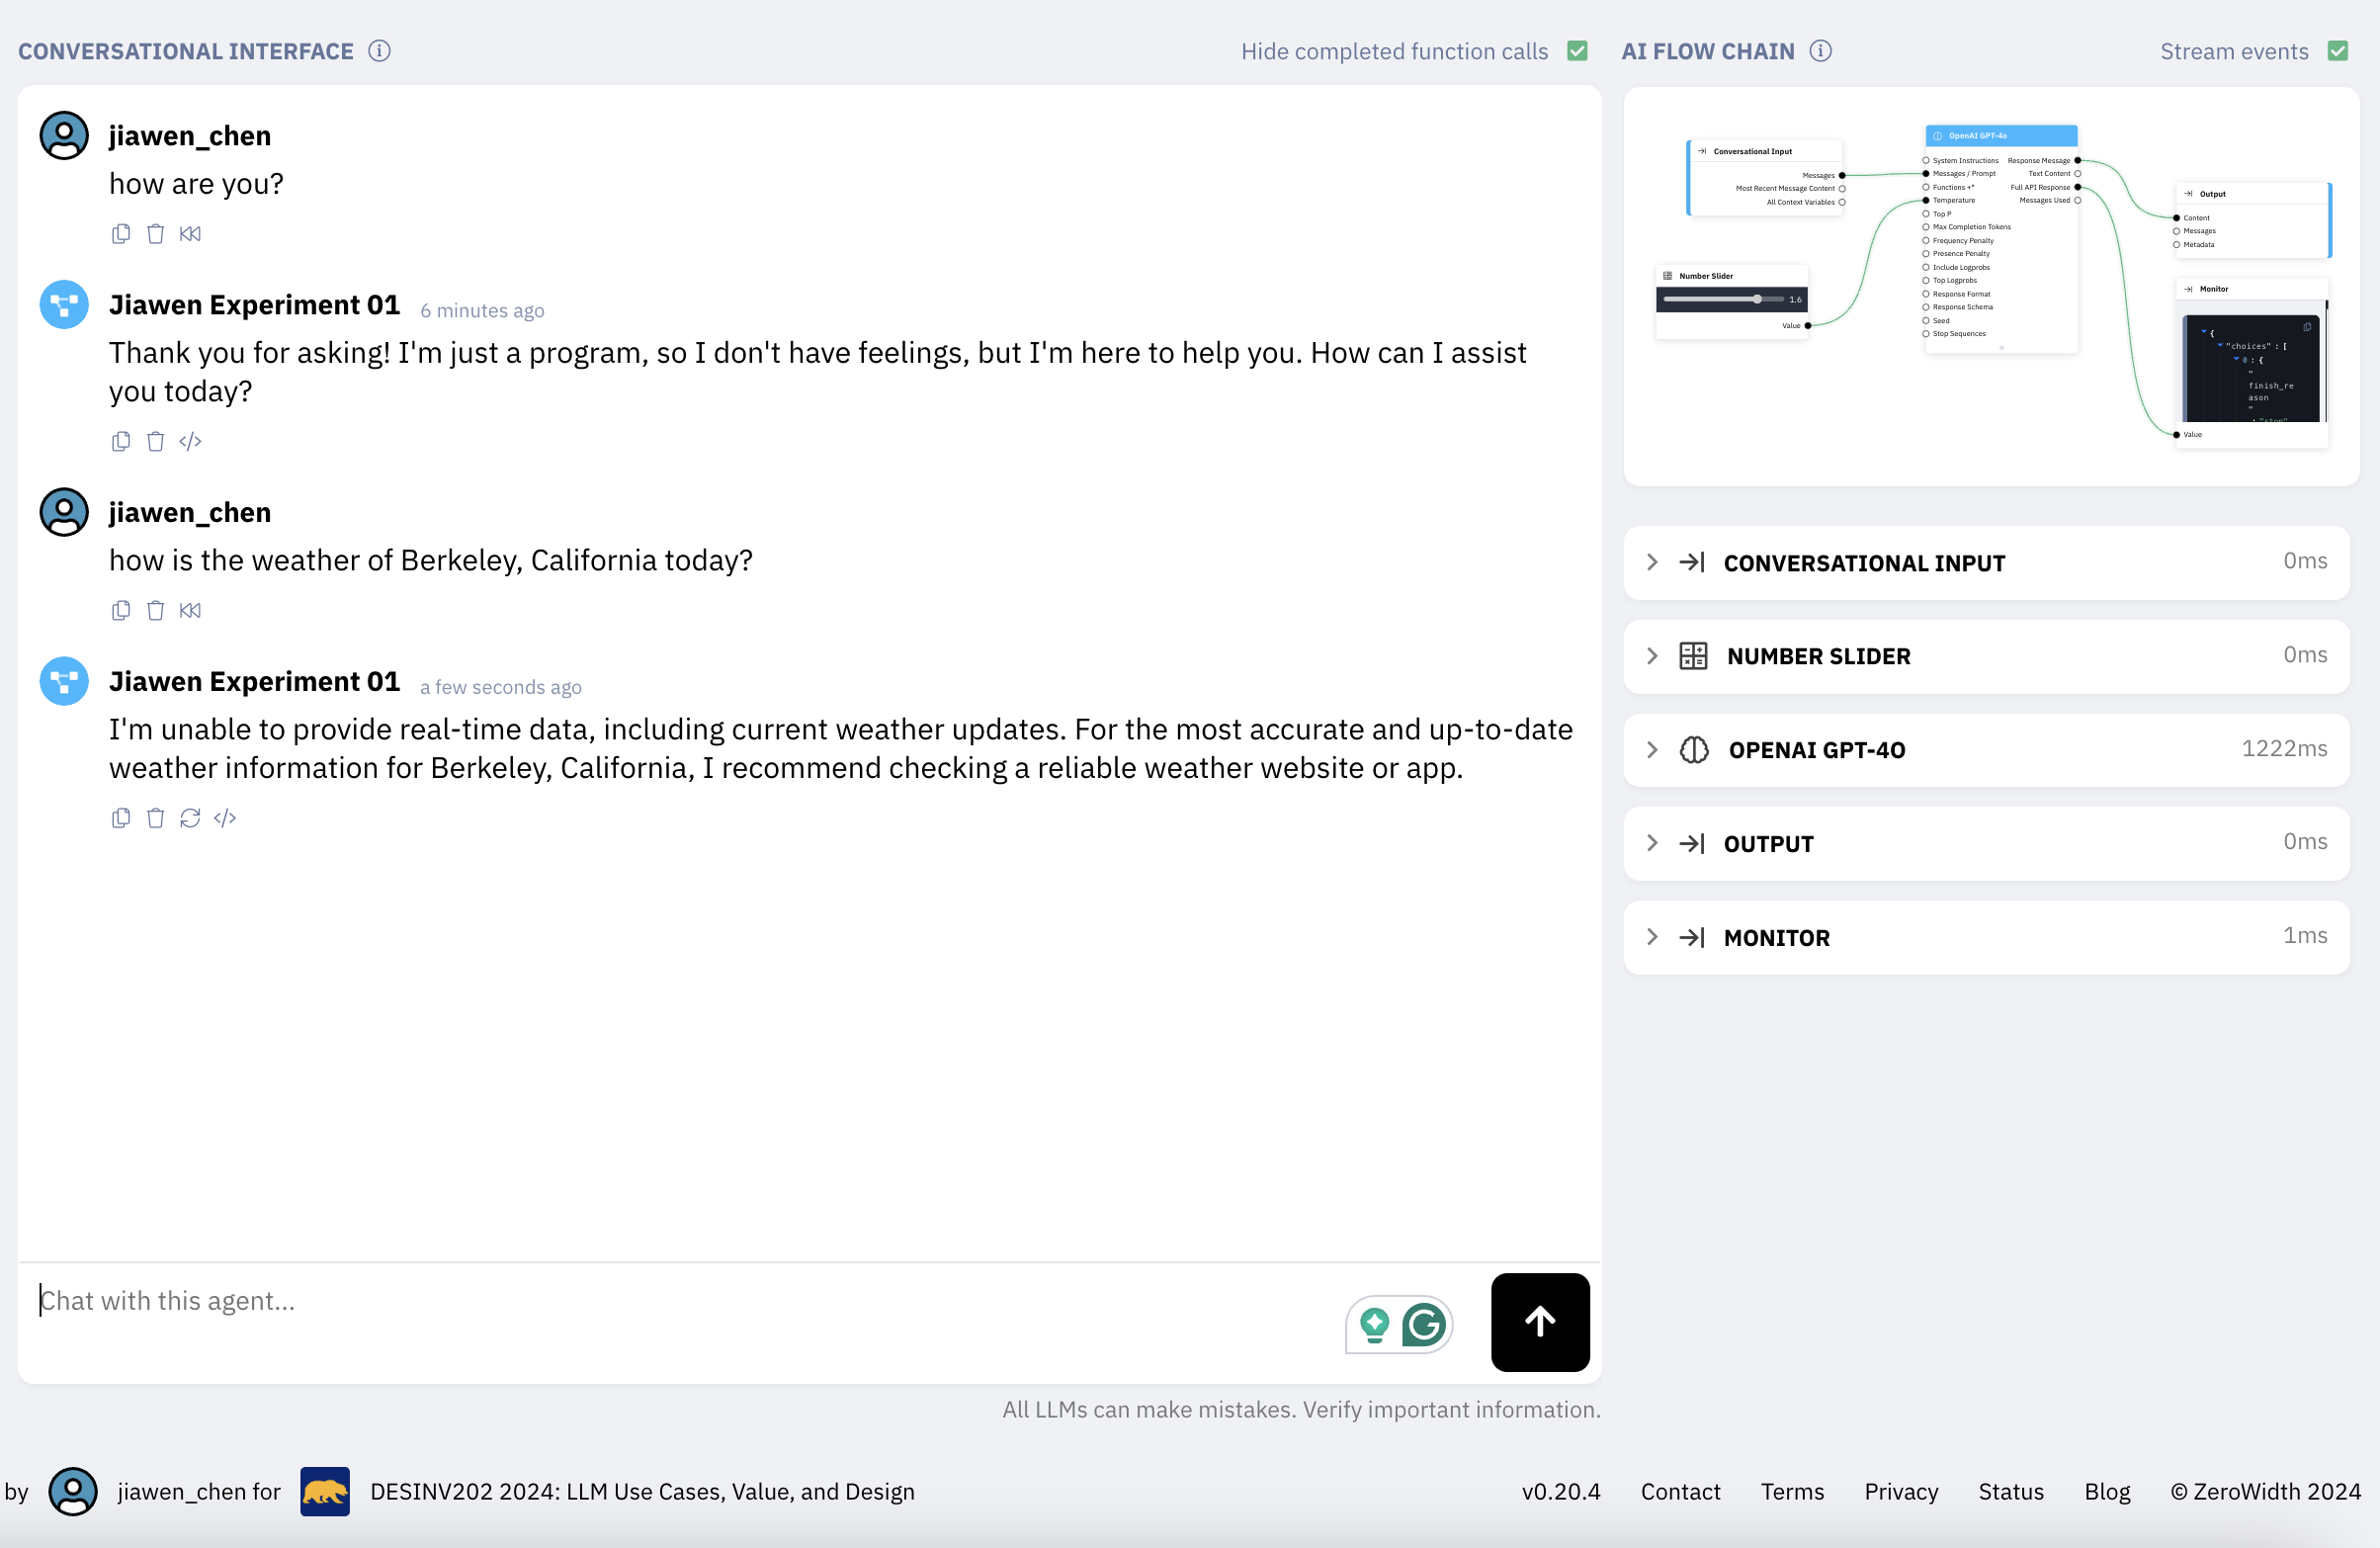 CONVERSATIONAL INTERFACE
Hide completed function calls
jiawen_chen
how are you?
Jiawen Experiment 01 6 minutes ago
Thank you for asking! I'm just a program, so I don't have feelings, but I'm here to help you. How can I assist
you today?
jiawen_chen
how is the weather of Berkeley, California today?
Jiawen Experiment 01 a few seconds ago
I'm unable to provide real-time data, including current weather updates. For the most accurate and up-to-date
weather information for Berkeley, California, I recommend checking a reliable weather website or app.
Chat with this agent...
All LLMs can make mistakes. Verify important information.
AI FLOW CHAIN
Stream events
Conversational Input
Messages
Most Recent Message Content
All Context Variables
Number Slider
1.6
Value
OpenAI GPT-4o
System Instructions Response Message
Messages / Prompt Text Content
Functions +* Full API Response
Temperature Messages Used
Top P
Max Completion Tokens
Frequency Penalty
Presence Penalty
Include Logprobs
Top Logprobs
Response Format
Response Schema
Seed
Stop Sequences
Output
Content
Messages
Metadata
Monitor
{
"choices" : [
0 : {
"
finish_re
ason
"
: "stop"
Value
CONVERSATIONAL INPUT 0ms
NUMBER SLIDER 0ms
OPENAI GPT-4O 1222ms
OUTPUT 0ms
MONITOR 1ms
by jiawen_chen for DESINV202 2024: LLM Use Cases, Value, and Design
v0.20.4 Contact Terms Privacy Status Blog © ZeroWidth 2024